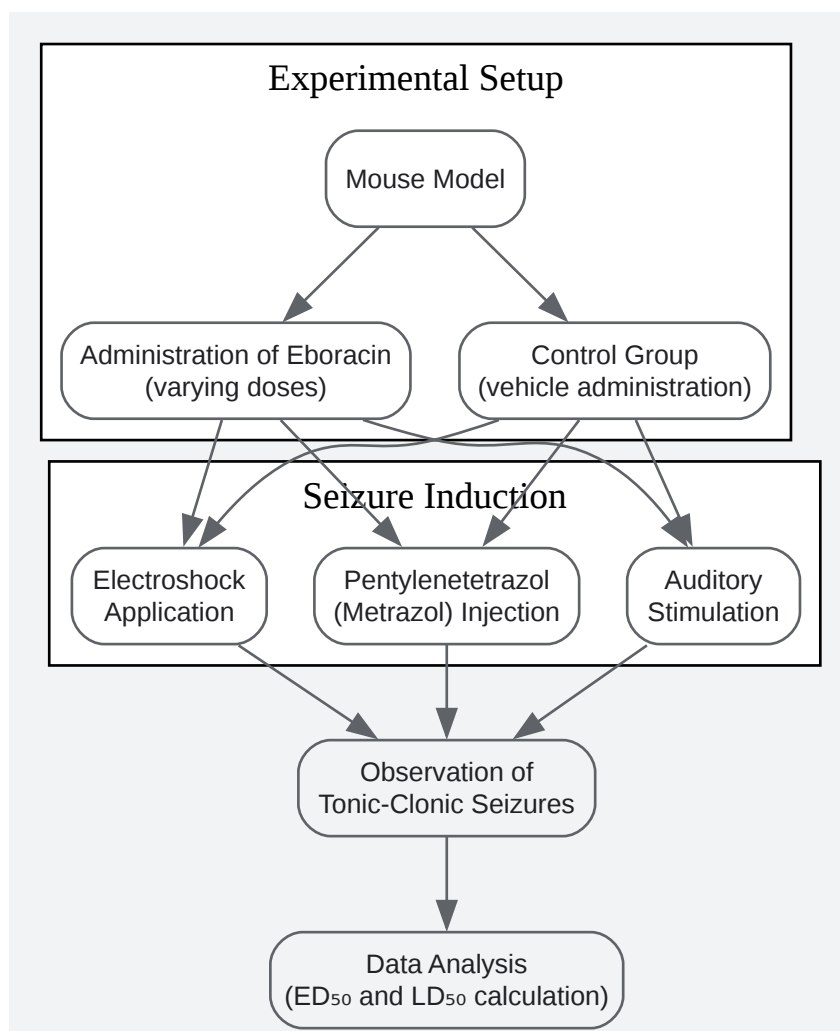 Experimental Setup
Mouse Model
Administration of Eboracin
(varying doses)
Control Group
(vehicle administration)
Seizure Induction
Electroshock
Application
Pentylenetetrazol
(Metrazol) Injection
Auditory
Stimulation
Observation of
Tonic-Clonic Seizures
Data Analysis
(ED₅₀ and LD₅₀ calculation)